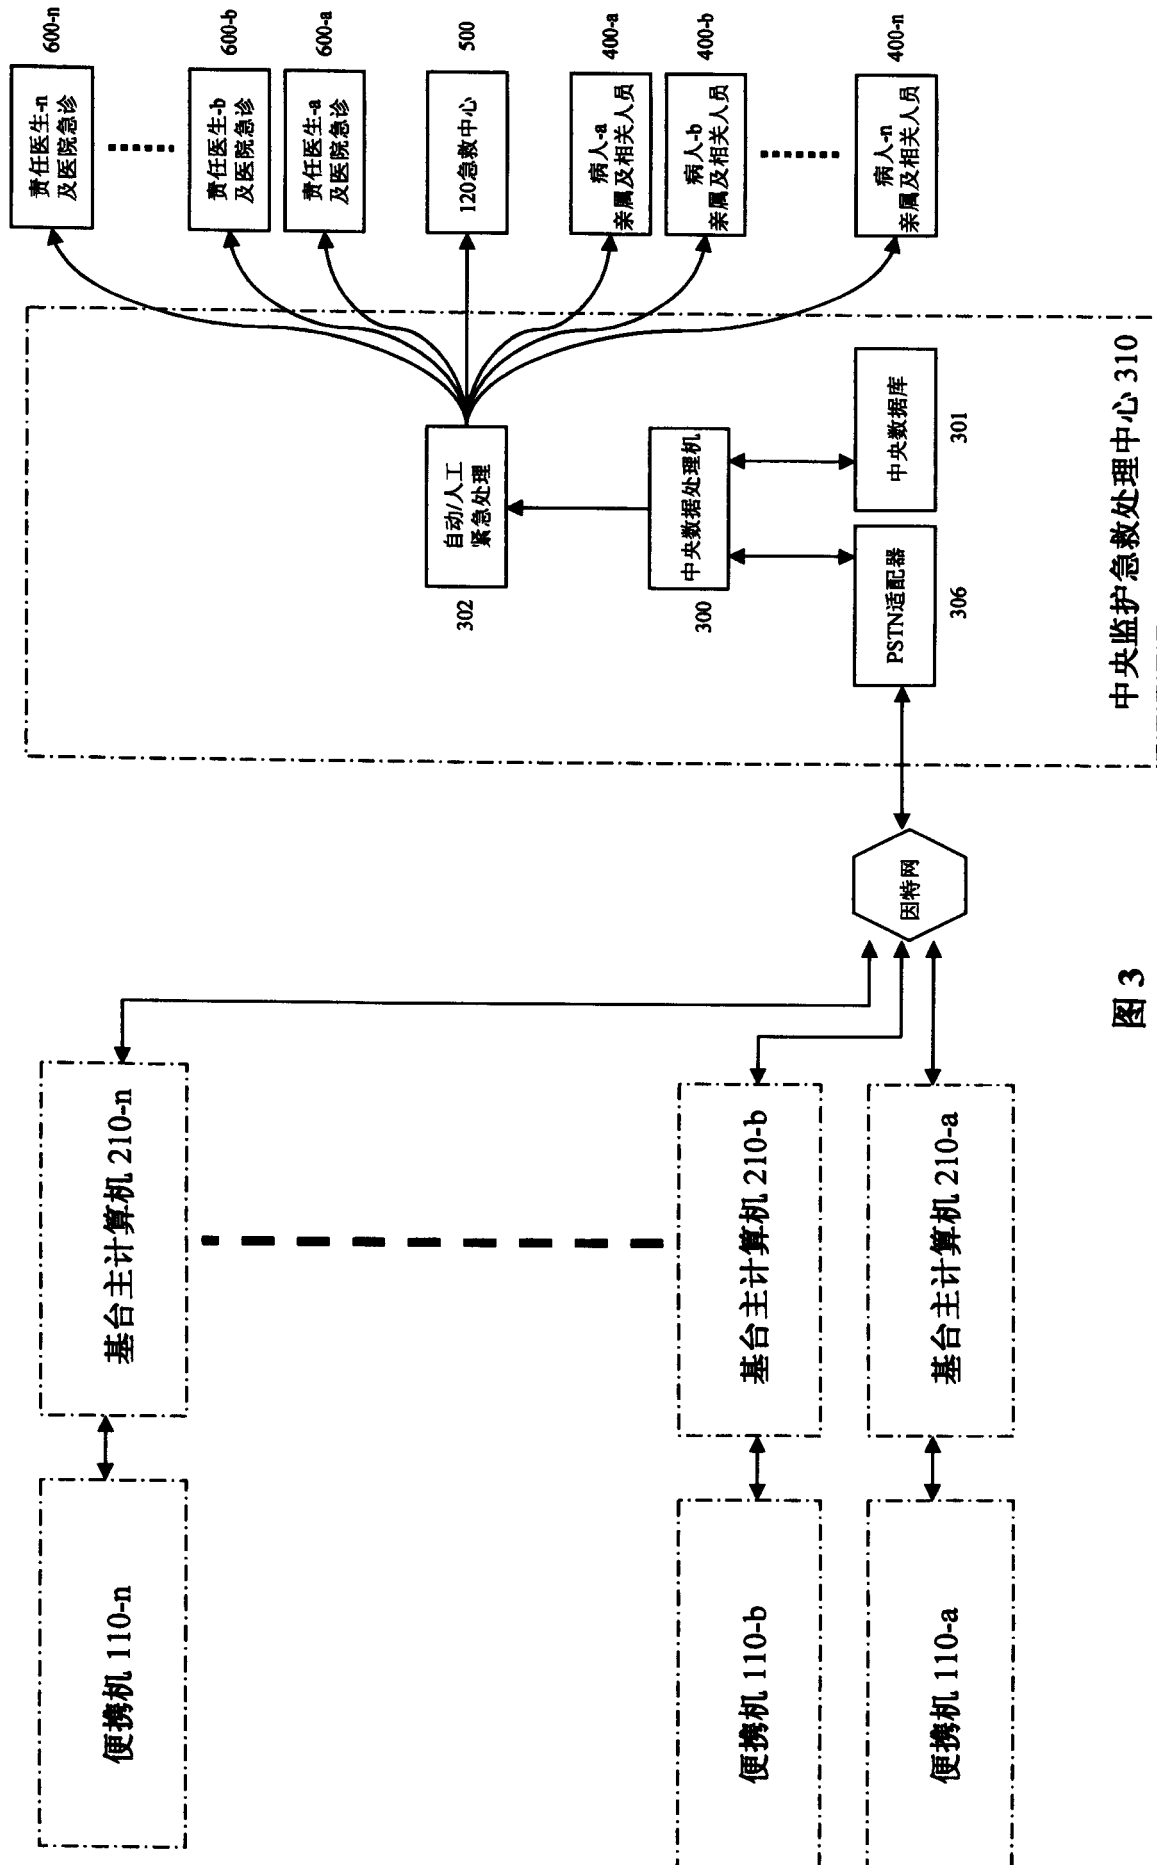 便携机 110-n
基台主计算机 210-n
便携机 110-b
基台主计算机 210-b
便携机 110-a
基台主计算机 210-a
因特网
PSTN适配器
306
中央数据库
301
中央数据处理机
300
自动/人工
紧急处理
302
中央监护急救处理中心 310
责任医生-n
及医院急诊
600-n
责任医生-b
及医院急诊
600-b
责任医生-a
及医院急诊
600-a
120急救中心
500
病人-a
亲属及相关人员
400-a
病人-b
亲属及相关人员
400-b
病人-n
亲属及相关人员
400-n
图 3